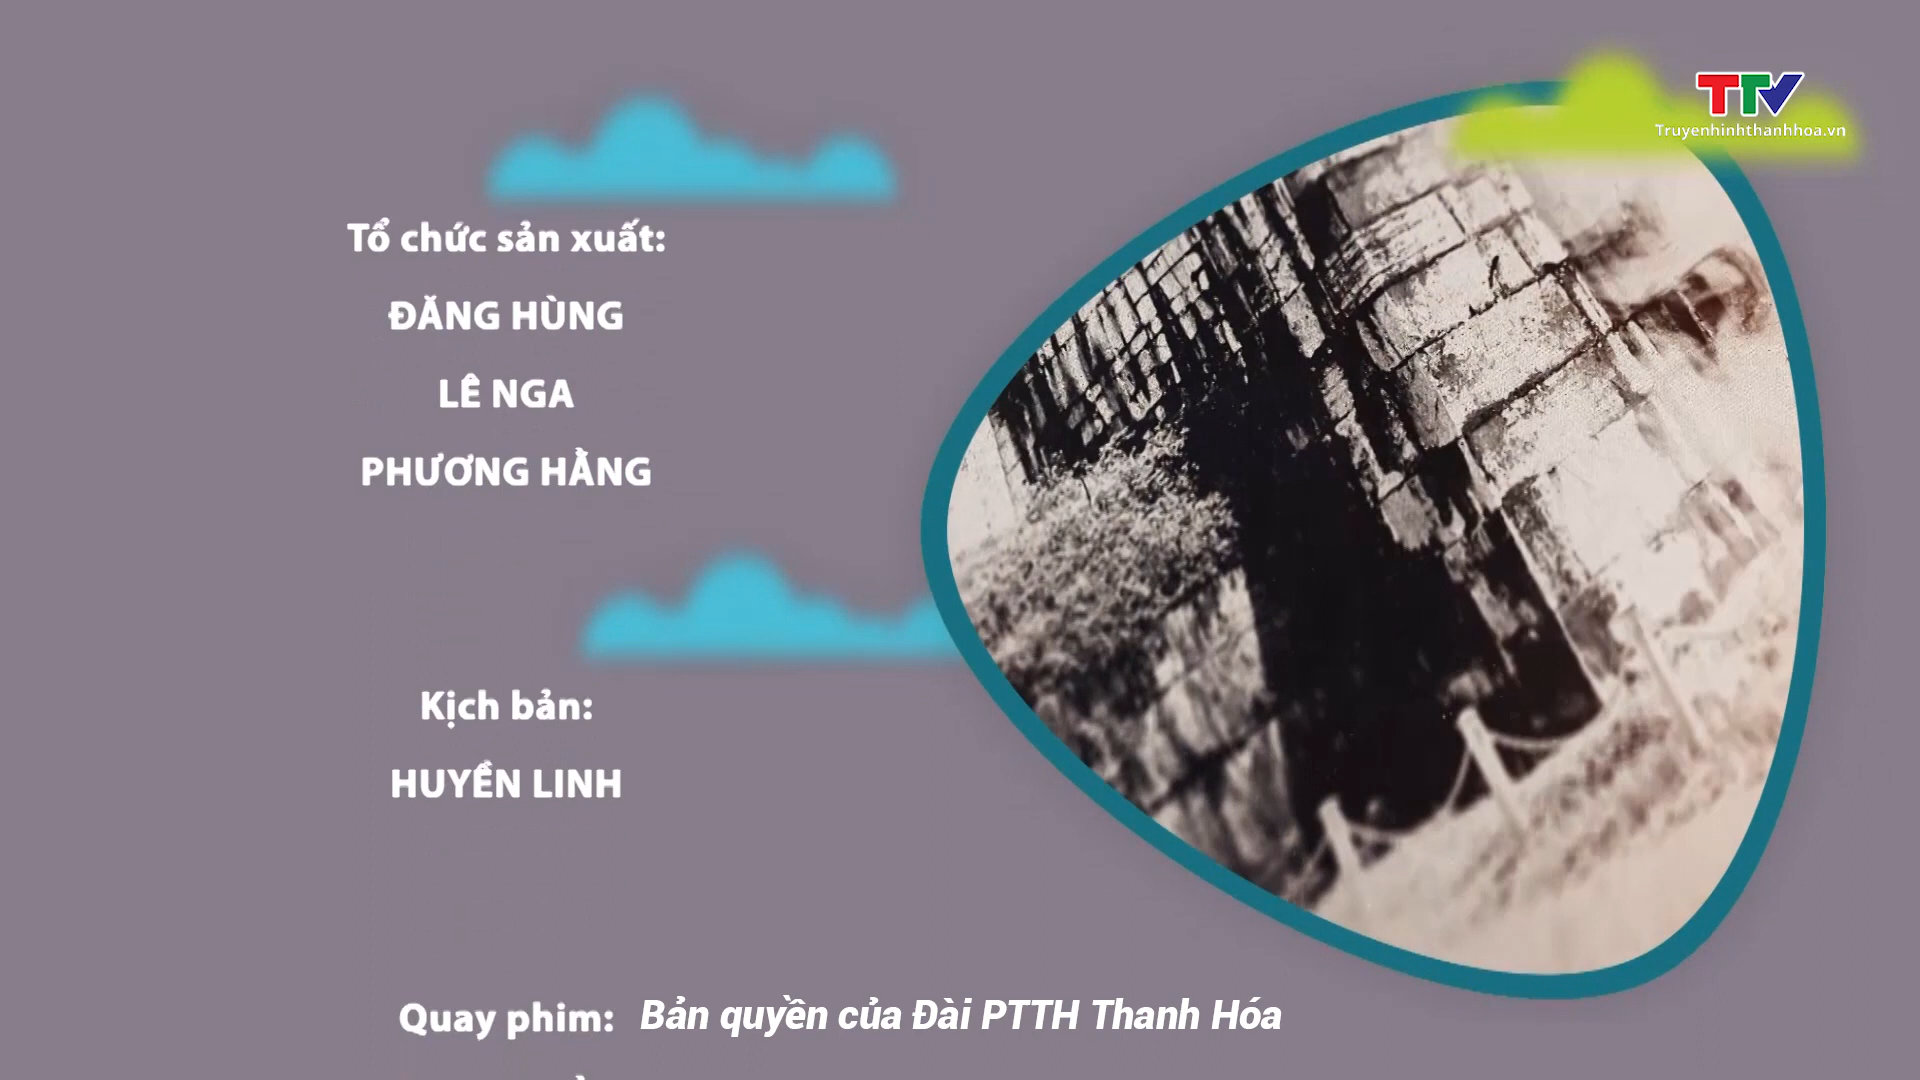 TTV
Truyenhinhthanhhoa.vn
Tổ chức sản xuất:
ĐĂNG HÙNG
LÊ NGA
PHƯƠNG HẰNG
Kịch bản:
HUYỀN LINH
Quay phim:
Bản quyền của Đài PTTH Thanh Hóa